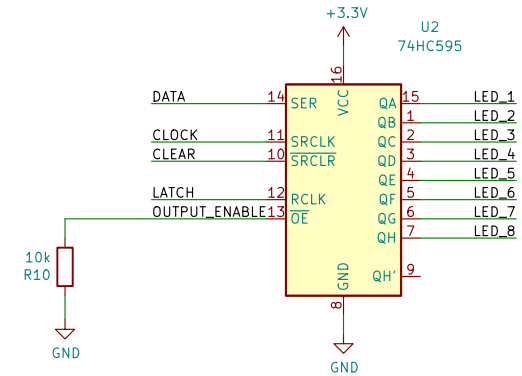 +3.3V
U2
74HC595
16
VCC
DATA 14 SER QA 15 LED_1
QB 1 LED_2
CLOCK 11 SRCLK QC 2 LED_3
CLEAR 10 SRCLR QD 3 LED_4
QE 4 LED_5
LATCH 12 RCLK QF 5 LED_6
OUTPUT_ENABLE 13 OE QG 6 LED_7
QH 7 LED_8
10k
R10
QH' 9
GND
8
GND
GND